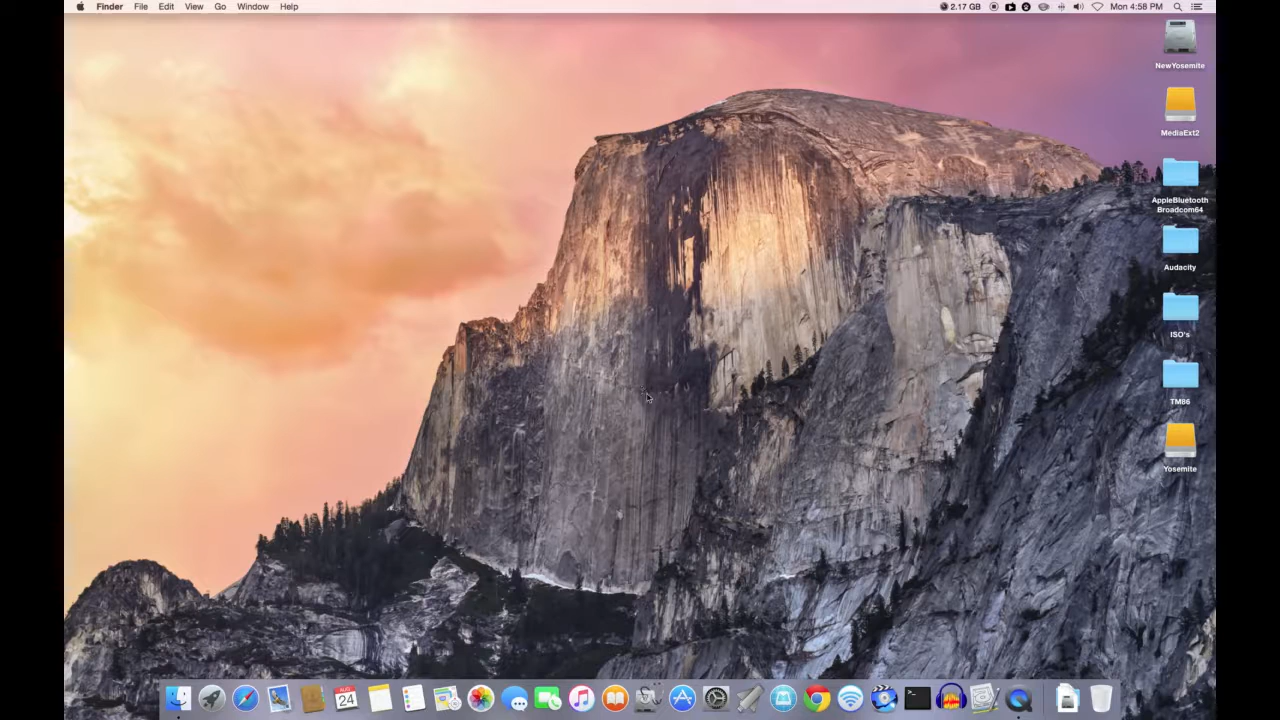 Finder File Edit View Go Window Help 2.17 GB Mon 4:58 PM
NewYosemite
MediaExt2
AppleBluetooth
Broadcom64
Audacity
ISO's
TM86
Yosemite
AUG
24